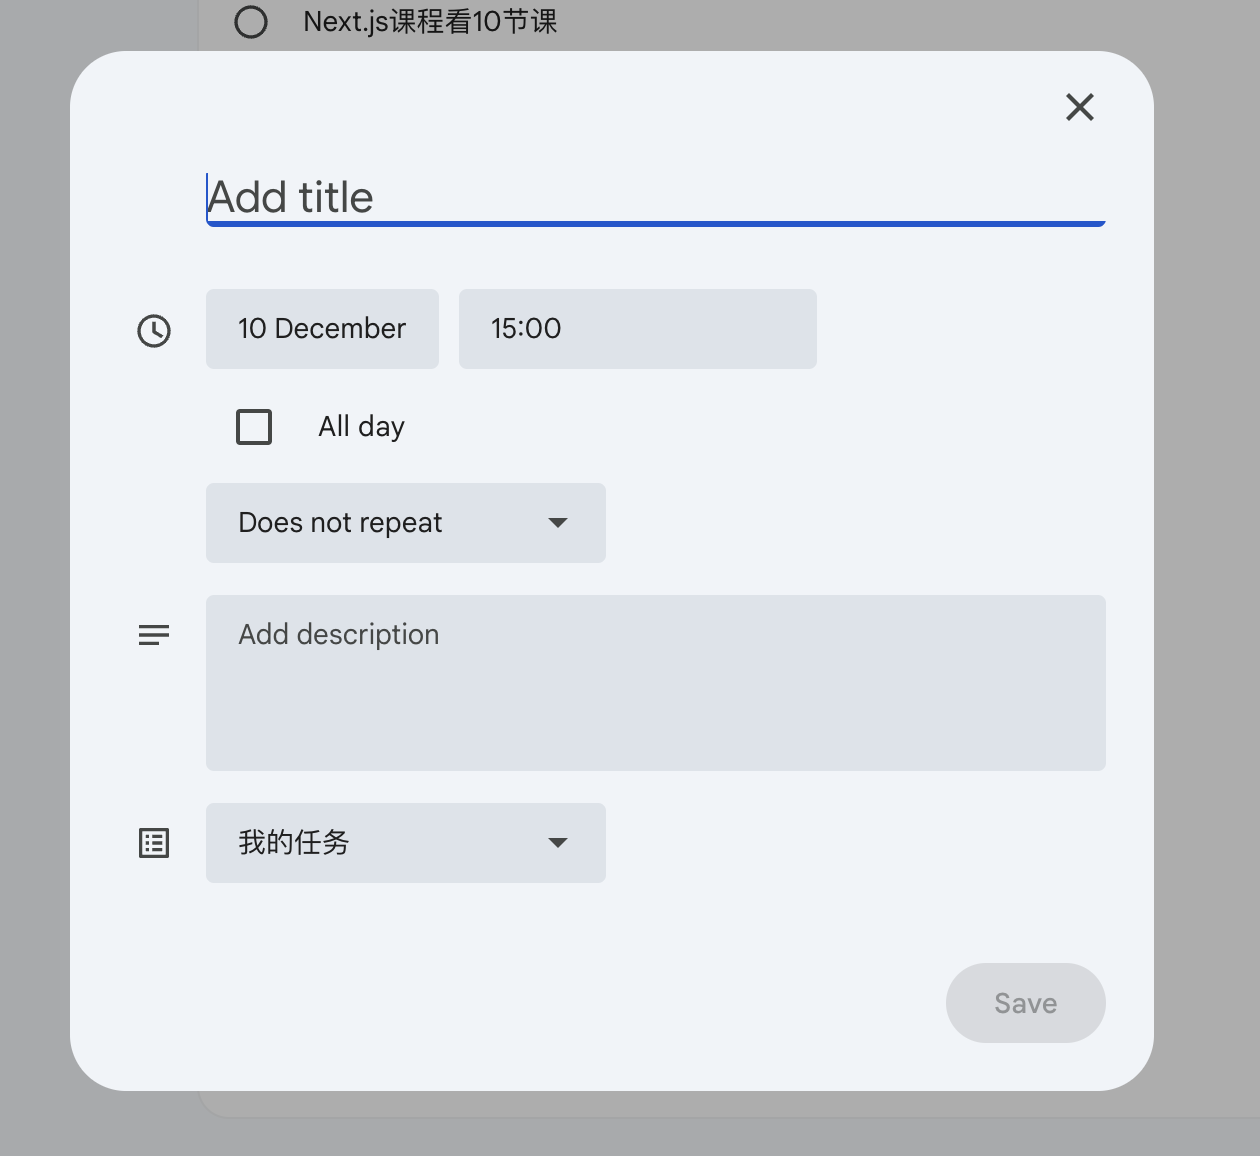 Next.js课程看10节课
Add title
10 December
15:00
All day
Does not repeat
Add description
我的任务
Save